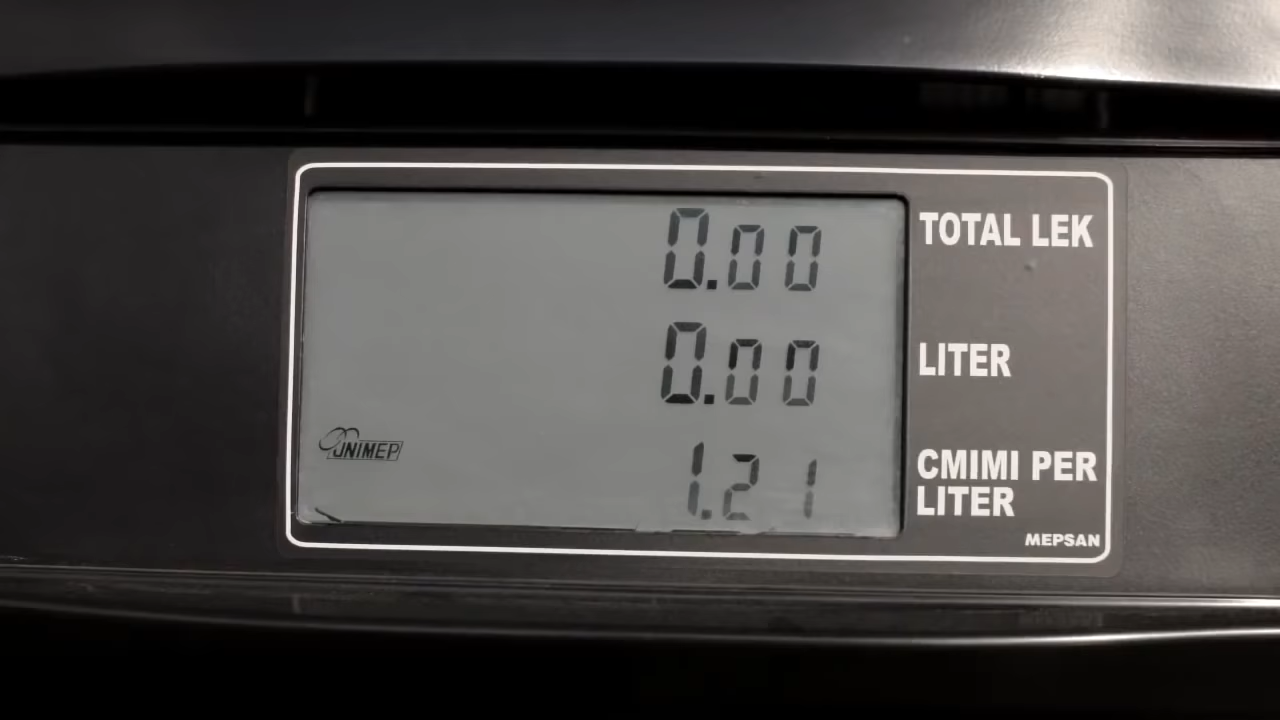 0.00 TOTAL LEK
0.00 LITER
UNIMEP
1.21 CMIMI PER
LITER
MEPSAN